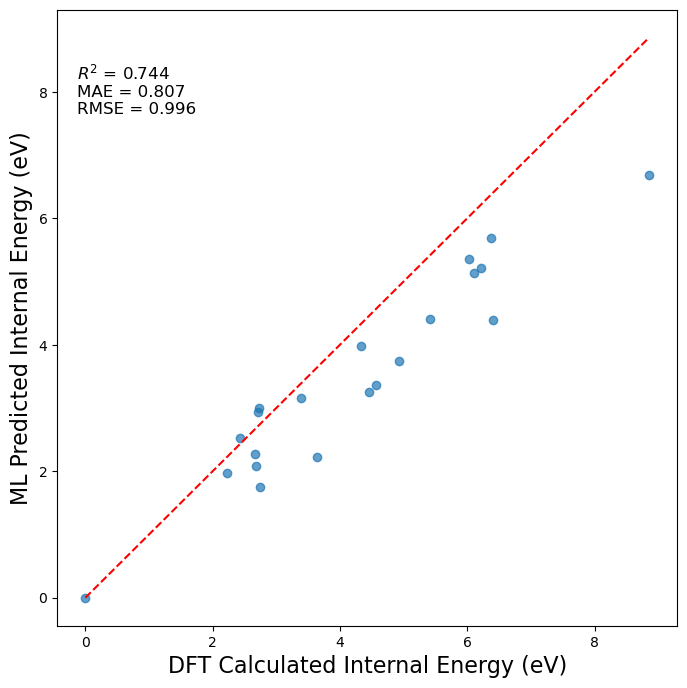 R² = 0.744
MAE = 0.807
RMSE = 0.996
ML Predicted Internal Energy (eV)
8
6
4
2
0
0 2 4 6 8
DFT Calculated Internal Energy (eV)